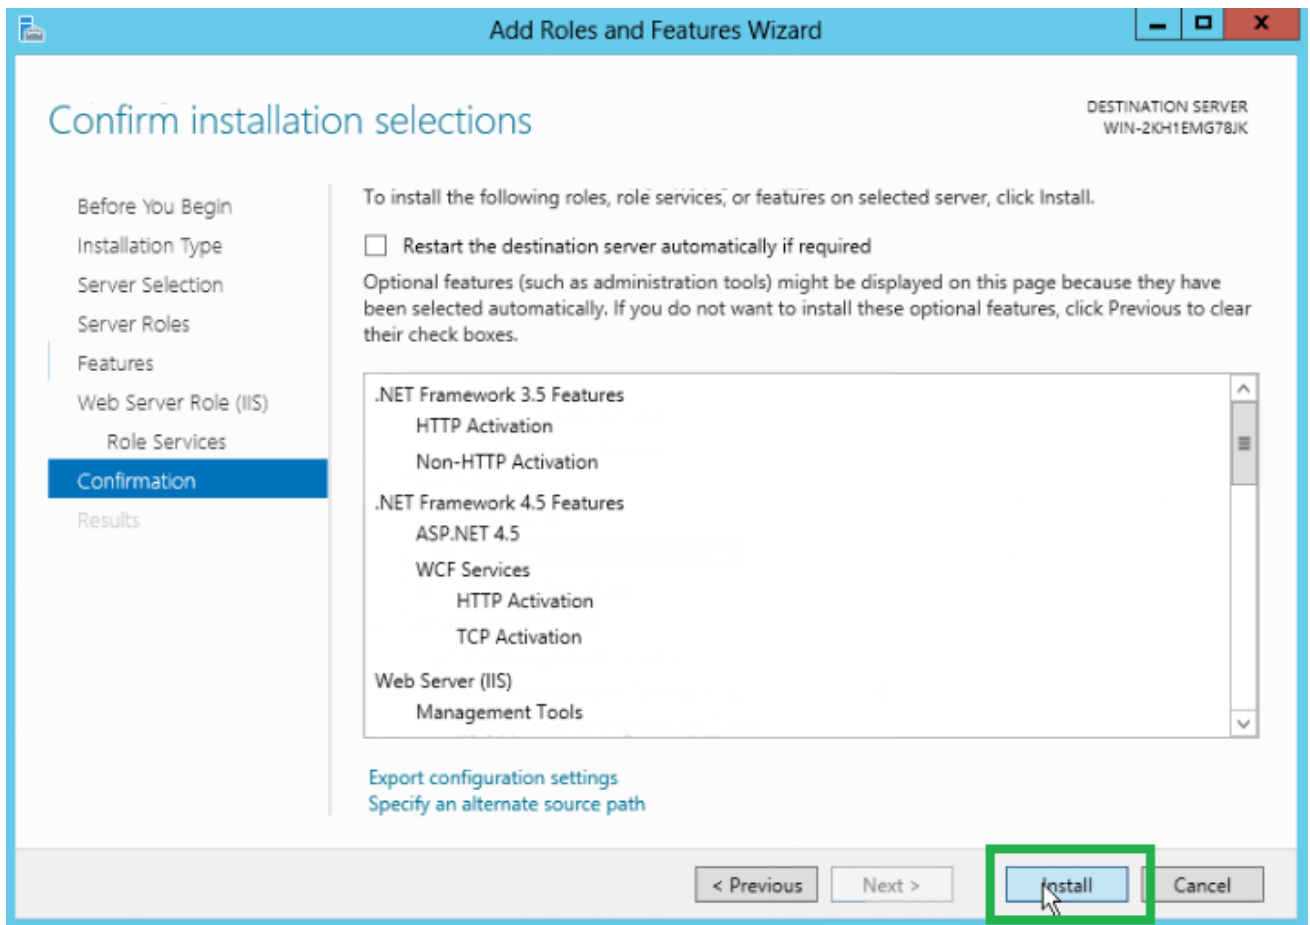 Add Roles and Features Wizard
Confirm installation selections
DESTINATION SERVER
WIN-2KH1EMG78JK
Before You Begin
Installation Type
Server Selection
Server Roles
Features
Web Server Role (IIS)
Role Services
Confirmation
Results
To install the following roles, role services, or features on selected server, click Install.
Restart the destination server automatically if required
Optional features (such as administration tools) might be displayed on this page because they have
been selected automatically. If you do not want to install these optional features, click Previous to clear
their check boxes.
.NET Framework 3.5 Features
HTTP Activation
Non-HTTP Activation
.NET Framework 4.5 Features
ASP.NET 4.5
WCF Services
HTTP Activation
TCP Activation
Web Server (IIS)
Management Tools
Export configuration settings
Specify an alternate source path
< Previous
Next >
Install
Cancel